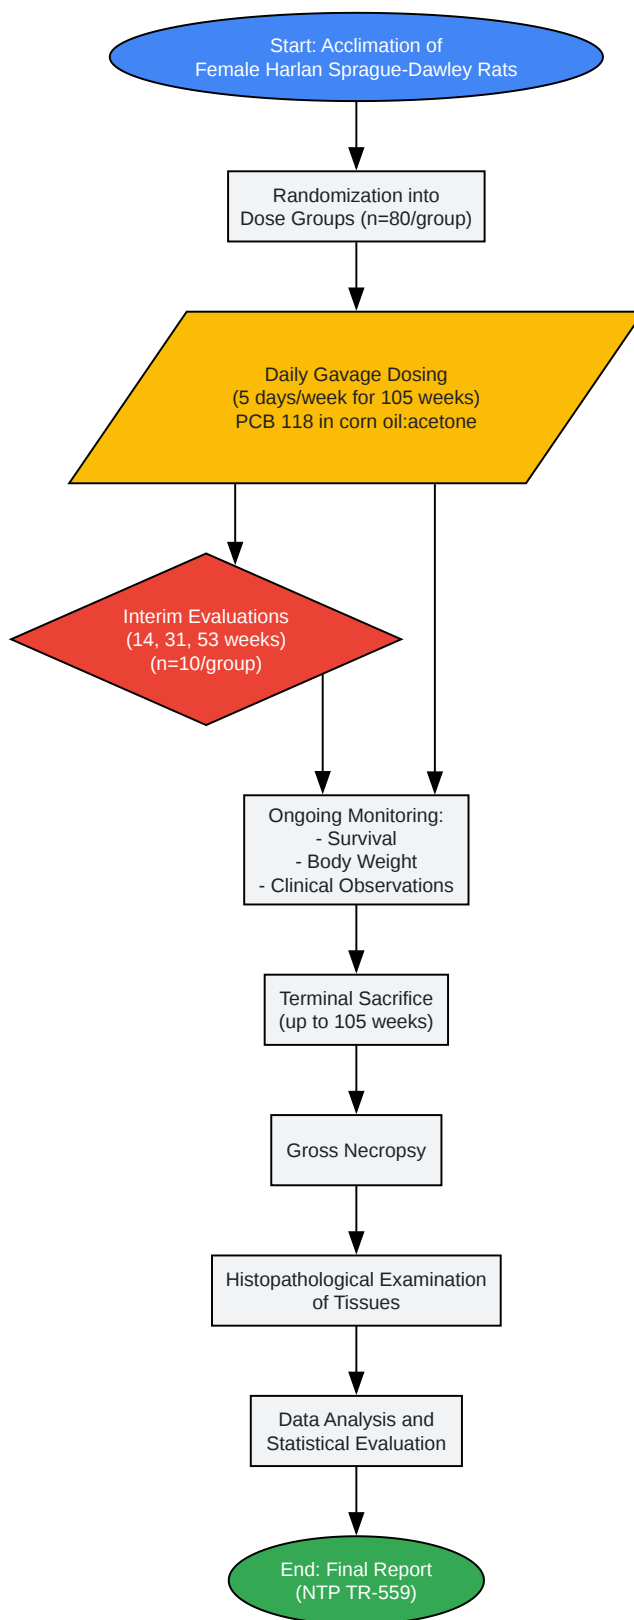 Start: Acclimation of
Female Harlan Sprague-Dawley Rats
Randomization into
Dose Groups (n=80/group)
Daily Gavage Dosing
(5 days/week for 105 weeks)
PCB 118 in corn oil:acetone
Interim Evaluations
(14, 31, 53 weeks)
(n=10/group)
Ongoing Monitoring:
- Survival
- Body Weight
- Clinical Observations
Terminal Sacrifice
(up to 105 weeks)
Gross Necropsy
Histopathological Examination
of Tissues
Data Analysis and
Statistical Evaluation
End: Final Report
(NTP TR-559)